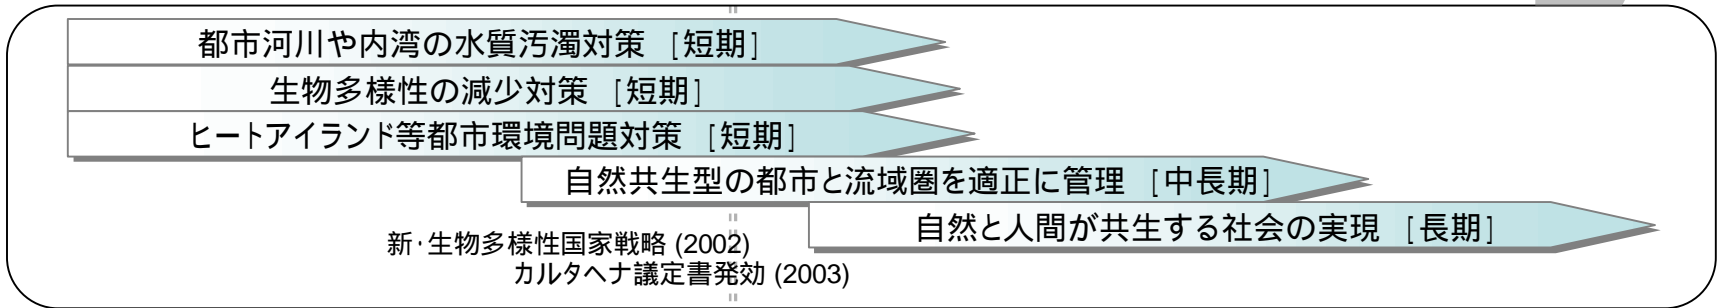 都市河川や内湾の水質汚濁対策 [短期]
生物多様性の減少対策 [短期]
ヒートアイランド等都市環境問題対策 [短期]
自然共生型の都市と流域圏を適正に管理 [中長期]
自然と人間が共生する社会の実現 [長期]
新・生物多様性国家戦略 (2002)
カルタヘナ議定書発効 (2003)